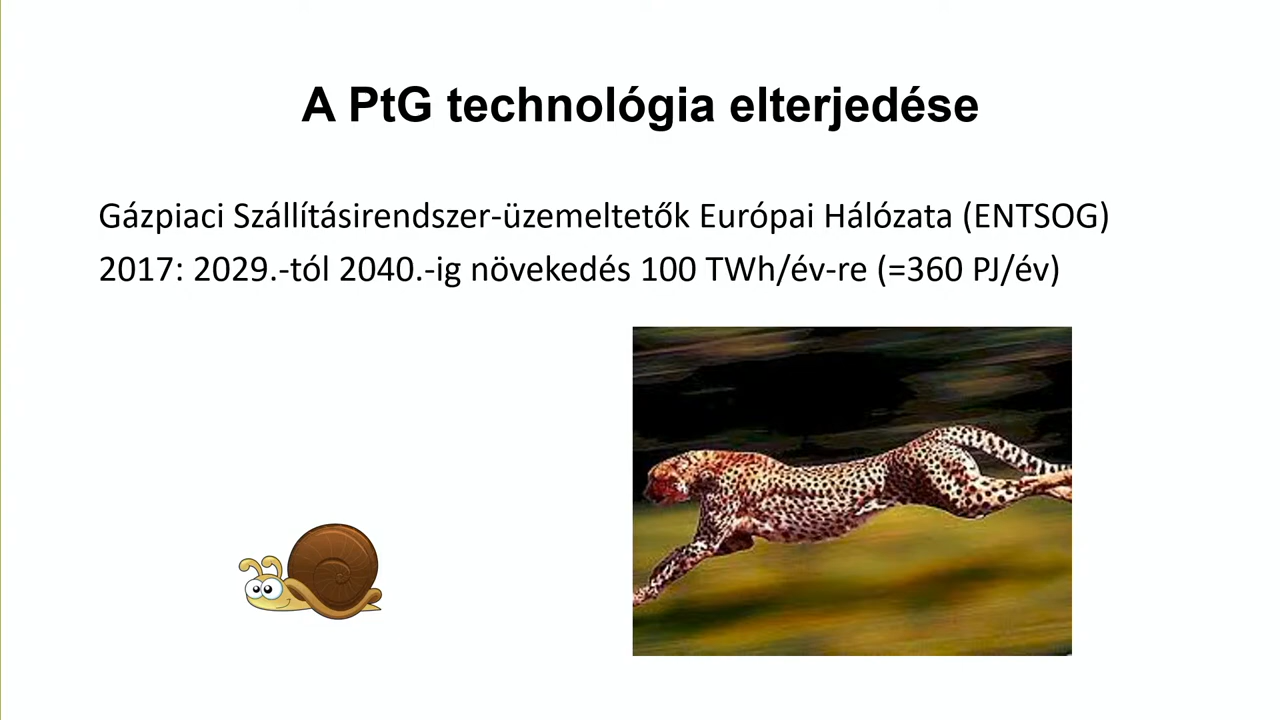 A PtG technológia elterjedése
Gázpiaci Szállításirendszer-üzemeltetők Európai Hálózata (ENTSOG)
2017: 2029.-tól 2040.-ig növekedés 100 TWh/év-re (=360 PJ/év)